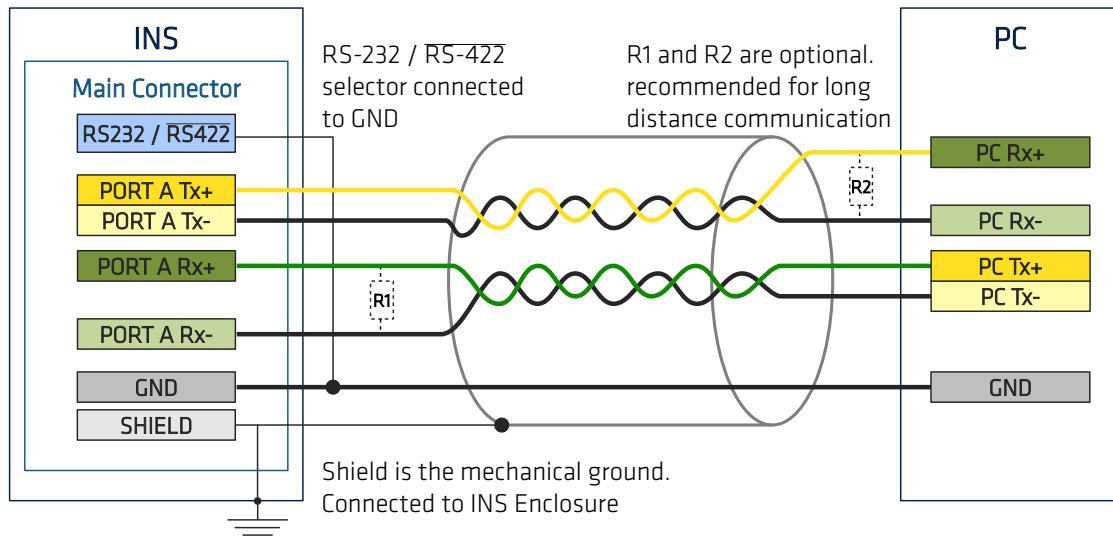 INS
PC
Main Connector
RS-232 / RS-422
selector connected
to GND
R1 and R2 are optional.
recommended for long
distance communication
RS232 / RS422
PORT A Tx+
PORT A Tx-
PORT A Rx+
PORT A Rx-
GND
SHIELD
R1
R2
PC Rx+
PC Rx-
PC Tx+
PC Tx-
GND
Shield is the mechanical ground.
Connected to INS Enclosure